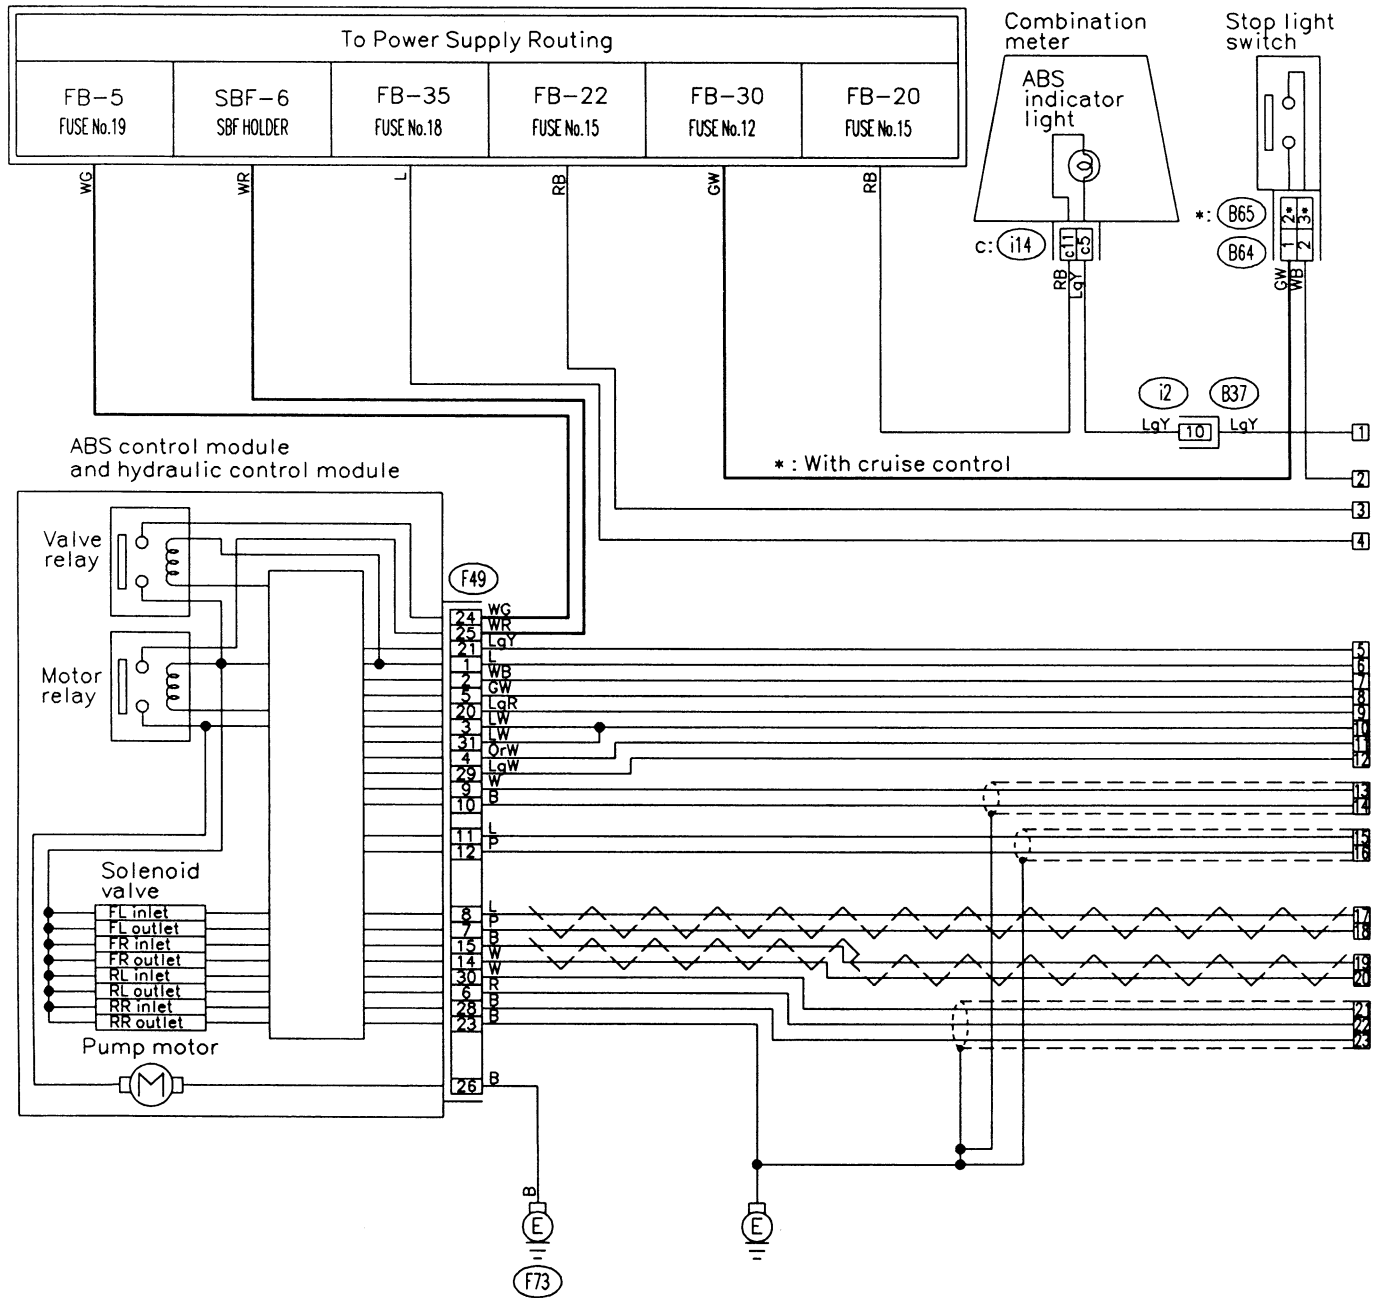 To Power Supply Routing
FB-5
FUSE No.19
SBF-6
SBF HOLDER
FB-35
FUSE No.18
FB-22
FUSE No.15
FB-30
FUSE No.12
FB-20
FUSE No.15
WG
WR
L
RB
GW
RB
Combination
meter
ABS
indicator
light
c: i14
c11
c5
RB
LgY
Stop light
switch
*: B65
B64
2*
3*
1
2
GW
WB
i2
B37
LgY
10
LgY
1
* : With cruise control
2
3
4
ABS control module
and hydraulic control module
Valve
relay
Motor
relay
F49
24 WG
25 WR
21 LgY 5
1 L 6
2 WB 7
5 GW 8
20 LgR 9
3 LW 10
31 LW 11
4 OrW 12
29 LgW
9 W 13
10 B 14
11 L 15
12 P 16
Solenoid
valve
FL inlet
FL outlet
FR inlet
FR outlet
RL inlet
RL outlet
RR inlet
RR outlet
8 L 17
7 P 18
15 B 19
14 W 20
30 W 21
6 R 22
28 B 23
23 B
Pump motor
M
26 B
B
E
F73
E